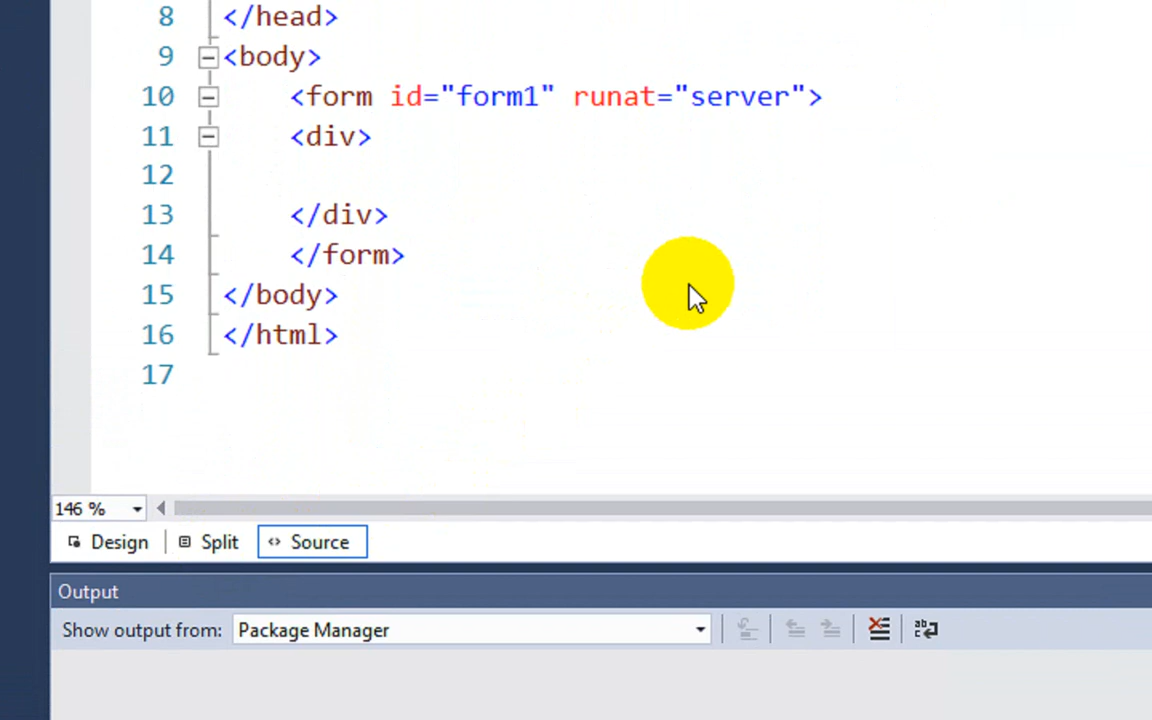 8 </head>
9 <body>
10 <form id="form1" runat="server">
11 <div>
12
13 </div>
14 </form>
15 </body>
16 </html>
17
146 %
Design Split Source
Output
Show output from: Package Manager